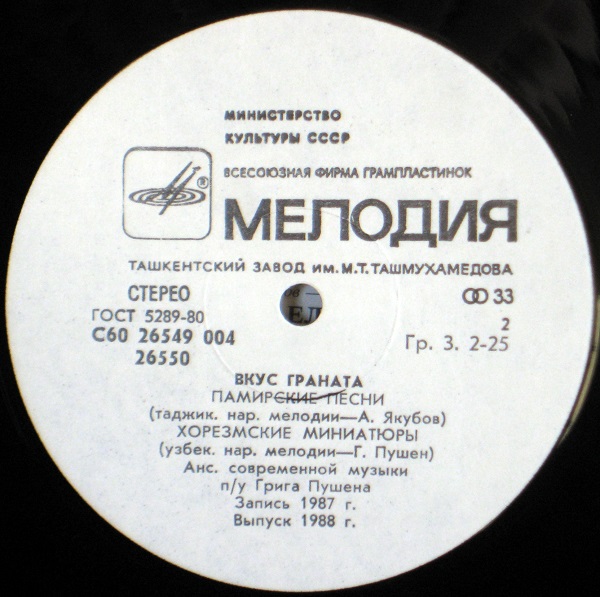 МИНИСТЕРСТВО
КУЛЬТУРЫ СССР
ВСЕСОЮЗНАЯ ФИРМА ГРАМПЛАСТИНОК
®
МЕЛОДИЯ
ТАШКЕНТСКИЙ ЗАВОД ИМ. М.Т. ТАШМУХАМЕДОВА
СТЕРЕО
33
ГОСТ 5289-80
2
С60 26549 004
Гр. 3. 2-25
26550
ВКУС ГРАНАТА
ПАМИРСКИЕ ПЕСНИ
(таджик. нар. мелодии—А. Якубов)
ХОРЕЗМСКИЕ МИНИАТЮРЫ
(узбек. нар. мелодии—Г. Пушен)
Анс. современной музыки
п/у Грига Пушена
Запись 1987 г.
Выпуск 1988 г.